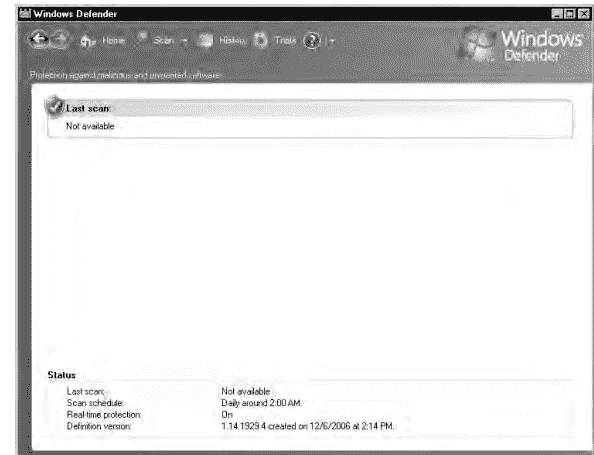 Windows Defender
Home Scan History Tools
Windows
Defender
Protection against malicious and unwanted software
Last scan:
Not available
Status
Last scan: Not available
Scan schedule: Daily around 2:00 AM.
Real-time protection: On
Definition version: 1.14.1929.4 created on 12/6/2006 at 2:14 PM.